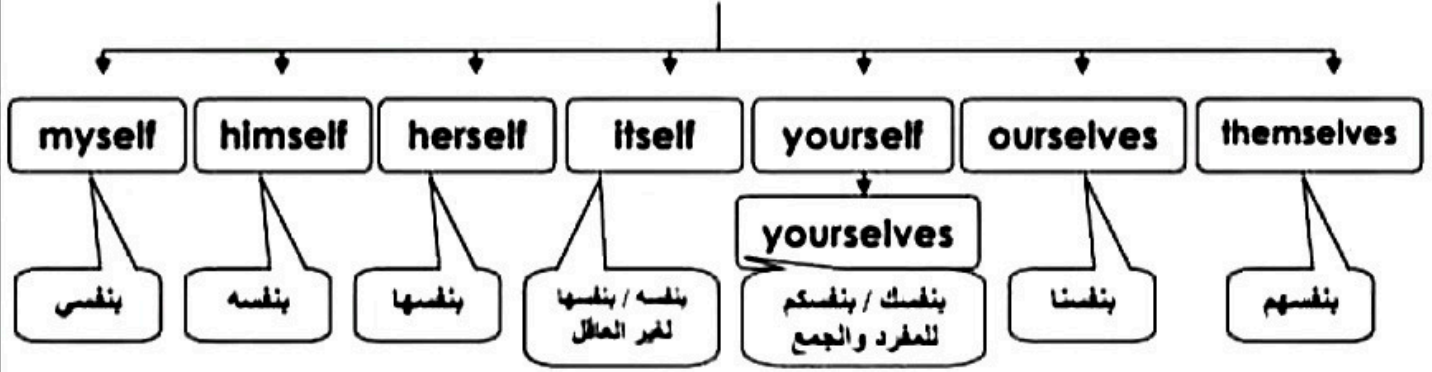 myself
himself
herself
itself
yourself
ourselves
themselves
yourselves
بنفسي
بنفسه
بنفسها
بنفسه / بنفسها
لغير العاقل
بنفسك / بنفسكم
للمفرد والجمع
بنفسنا
بنفسهم